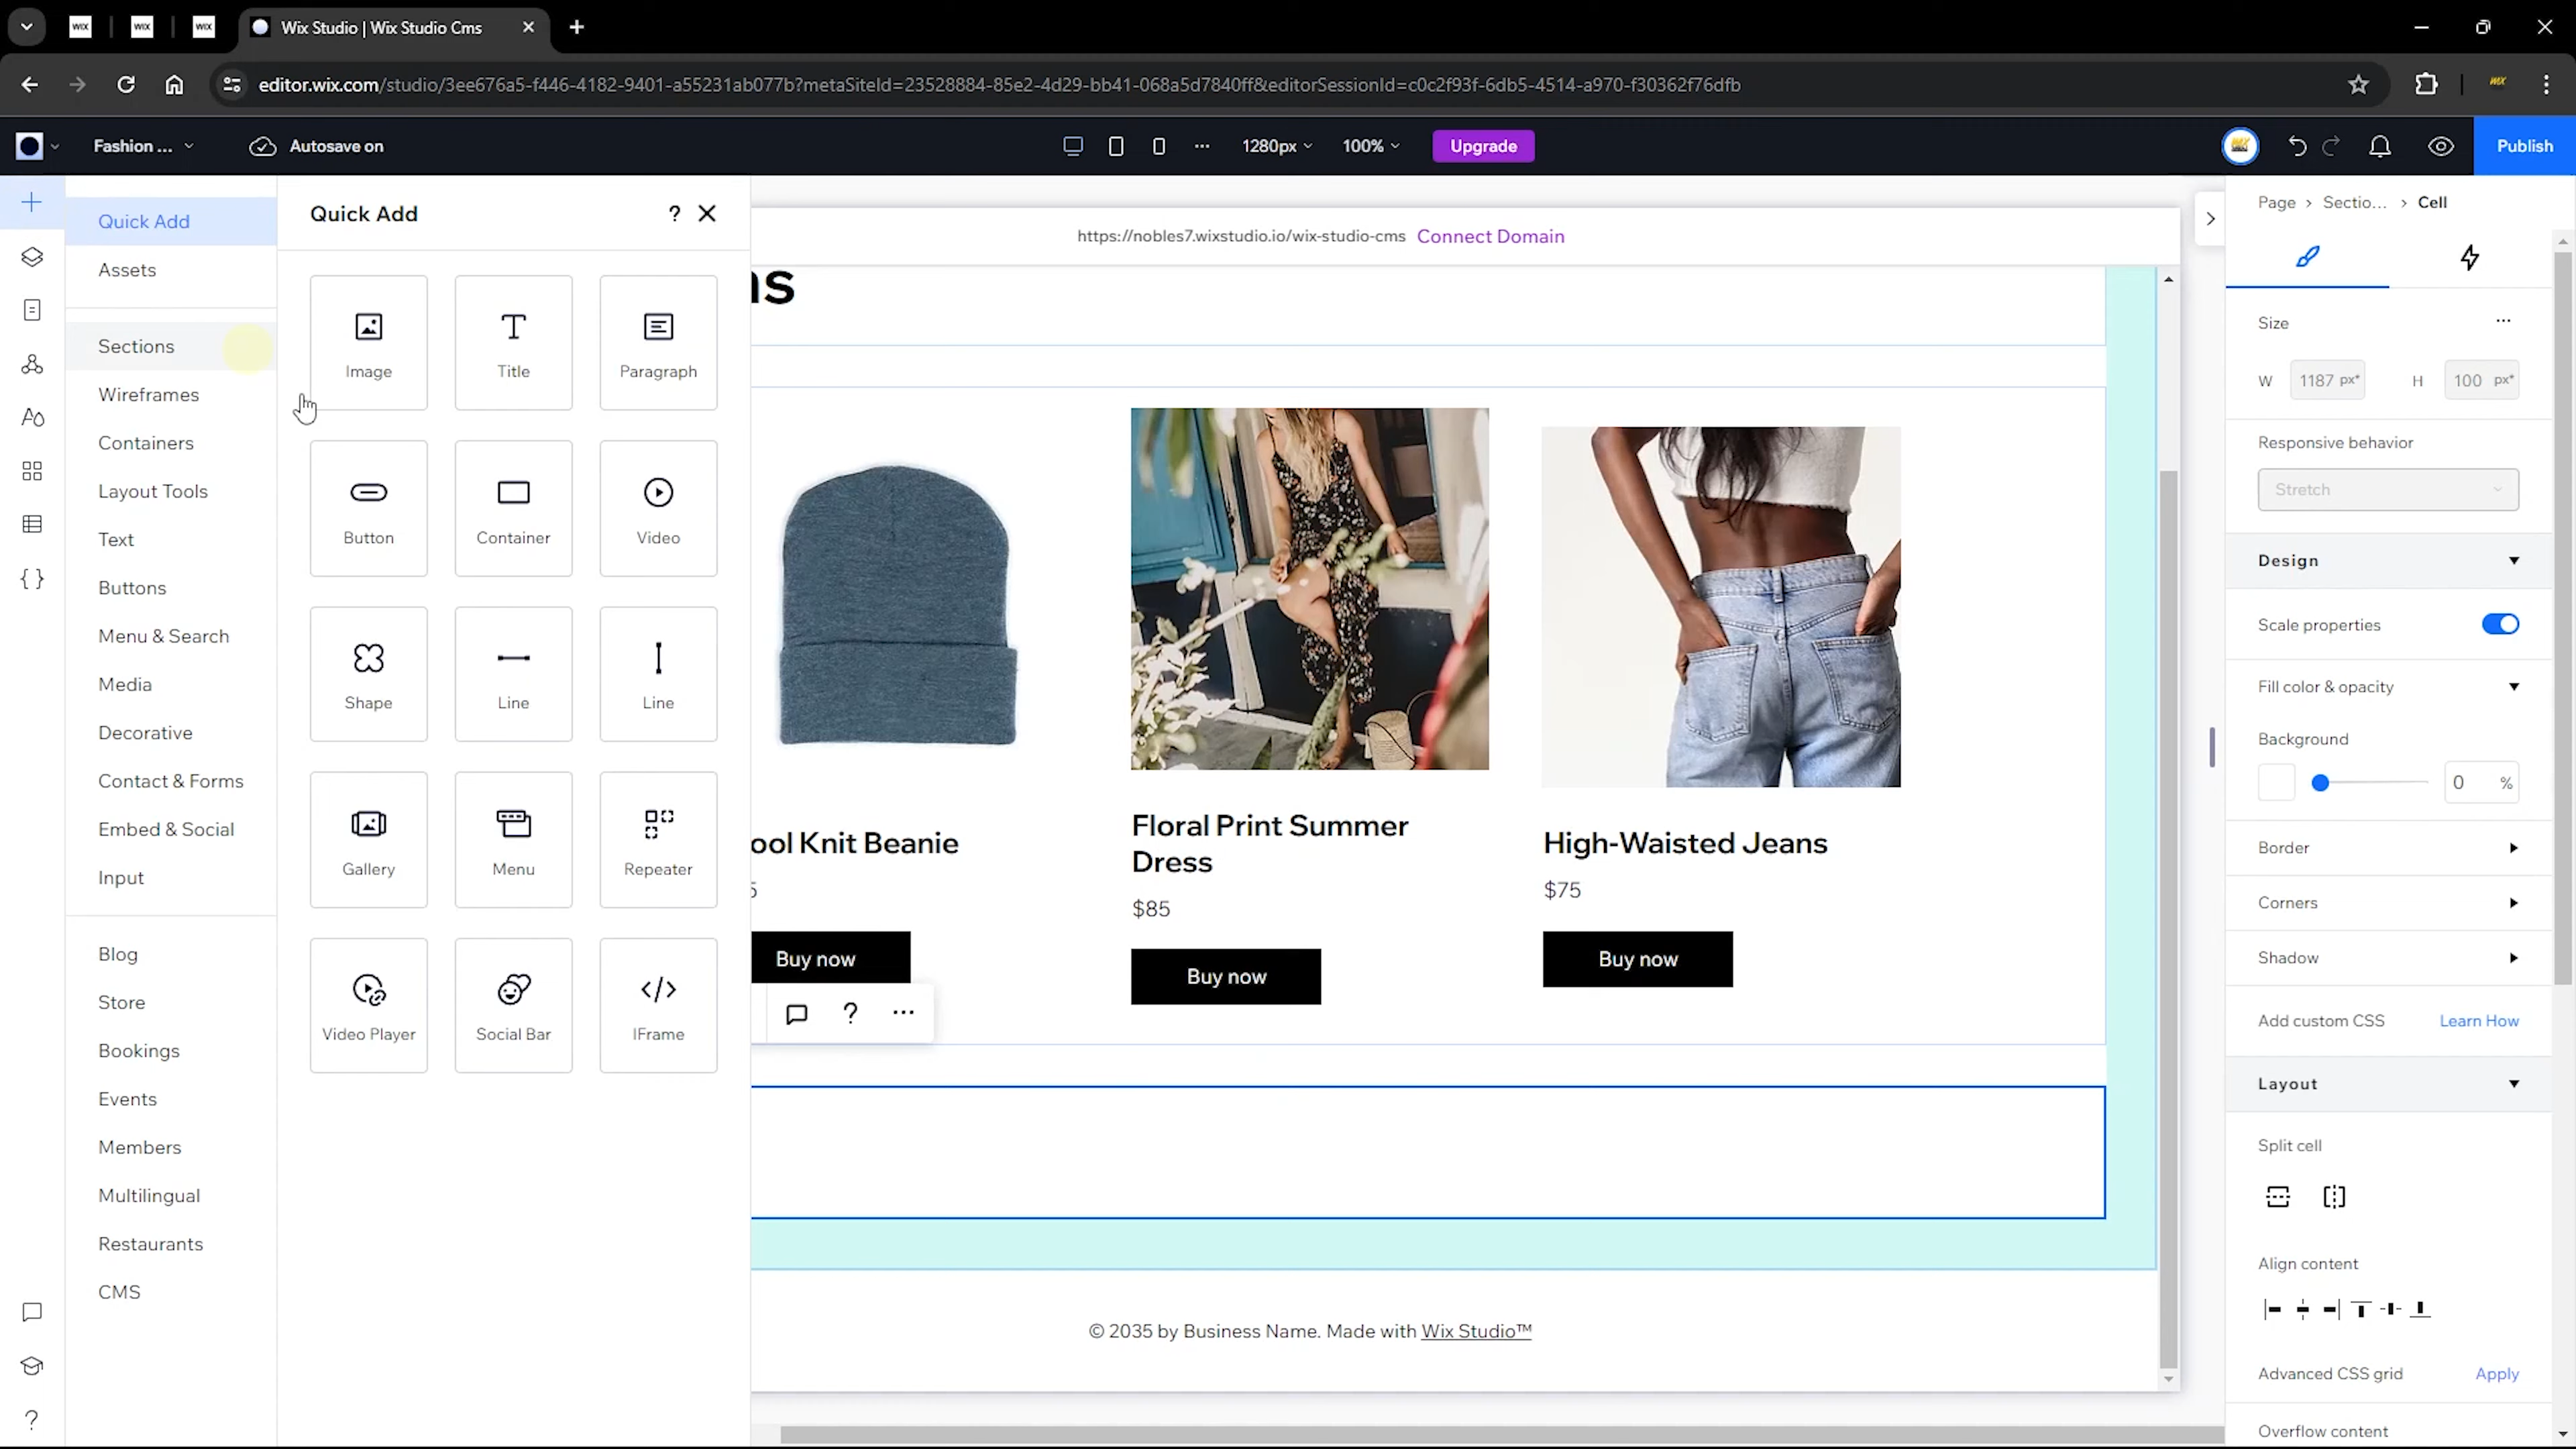 WIX
WIX
WIX
Wix Studio | Wix Studio Cms
editor.wix.com/studio/3ee676a5-f446-4182-9401-a55231ab077b?metaSiteId=23528884-85e2-4d29-bb41-068a5d7840ff&editorSessionId=c0c2f93f-6db5-4514-a970-f30362f76dfb
Fashion ...
Autosave on
1280px
100%
Upgrade
Publish
Quick Add
Assets
Sections
Wireframes
Containers
Layout Tools
Text
Buttons
Menu & Search
Media
Decorative
Contact & Forms
Embed & Social
Input
Blog
Store
Bookings
Events
Members
Multilingual
Restaurants
CMS
Quick Add
?
Image
Title
Paragraph
Button
Container
Video
Shape
Line
Line
Gallery
Menu
Repeater
Video Player
Social Bar
IFrame
https://nobles7.wixstudio.io/wix-studio-cms Connect Domain
ns
ool Knit Beanie
5
Buy now
Floral Print Summer
Dress
$85
Buy now
High-Waisted Jeans
$75
Buy now
© 2035 by Business Name. Made with Wix Studio™
Page > Sectio... > Cell
Size
W 1187 px* H 100 px*
Responsive behavior
Stretch
Design
Scale properties
Fill color & opacity
Background
0 %
Border
Corners
Shadow
Add custom CSS Learn How
Layout
Split cell
Align content
Advanced CSS grid Apply
Overflow content